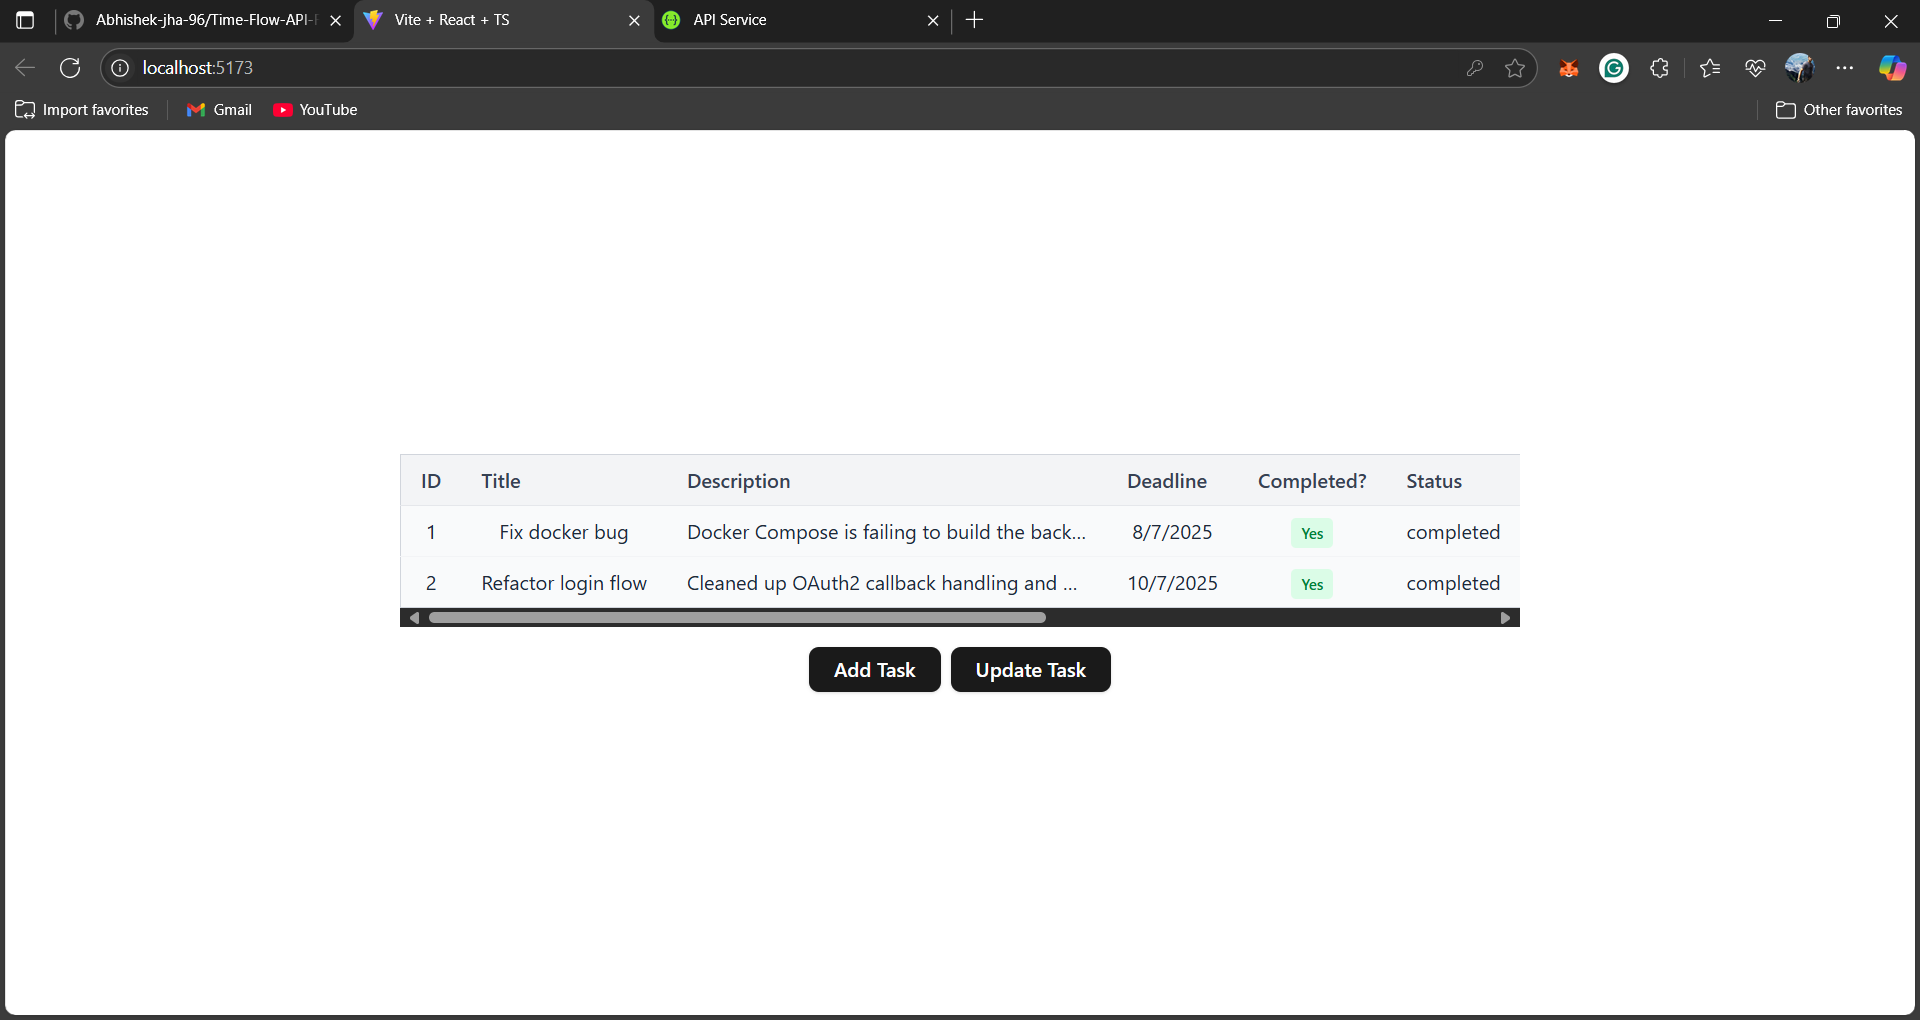 Abhishek-jha-96/Time-Flow-API-
Vite + React + TS
API Service
localhost:5173
Import favorites
Gmail
YouTube
Other favorites
ID Title Description Deadline Completed? Status
1 Fix docker bug Docker Compose is failing to build the back... 8/7/2025 Yes completed
2 Refactor login flow Cleaned up OAuth2 callback handling and ... 10/7/2025 Yes completed
Add Task Update Task